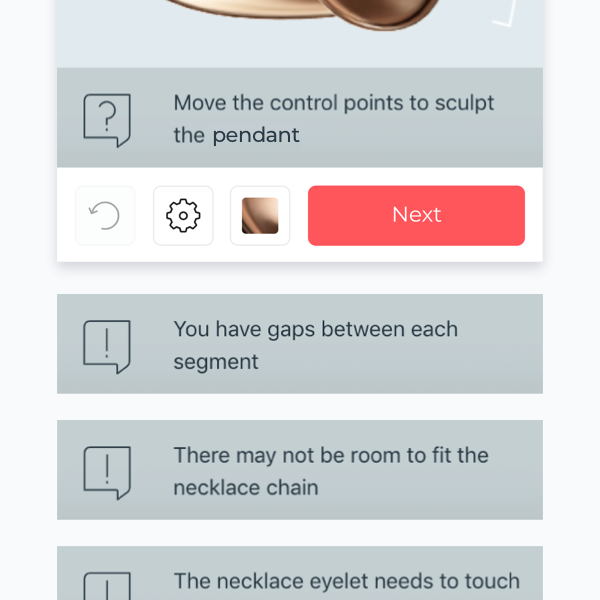 Move the control points to sculpt
the pendant
Next
You have gaps between each
segment
There may not be room to fit the
necklace chain
The necklace eyelet needs to touch